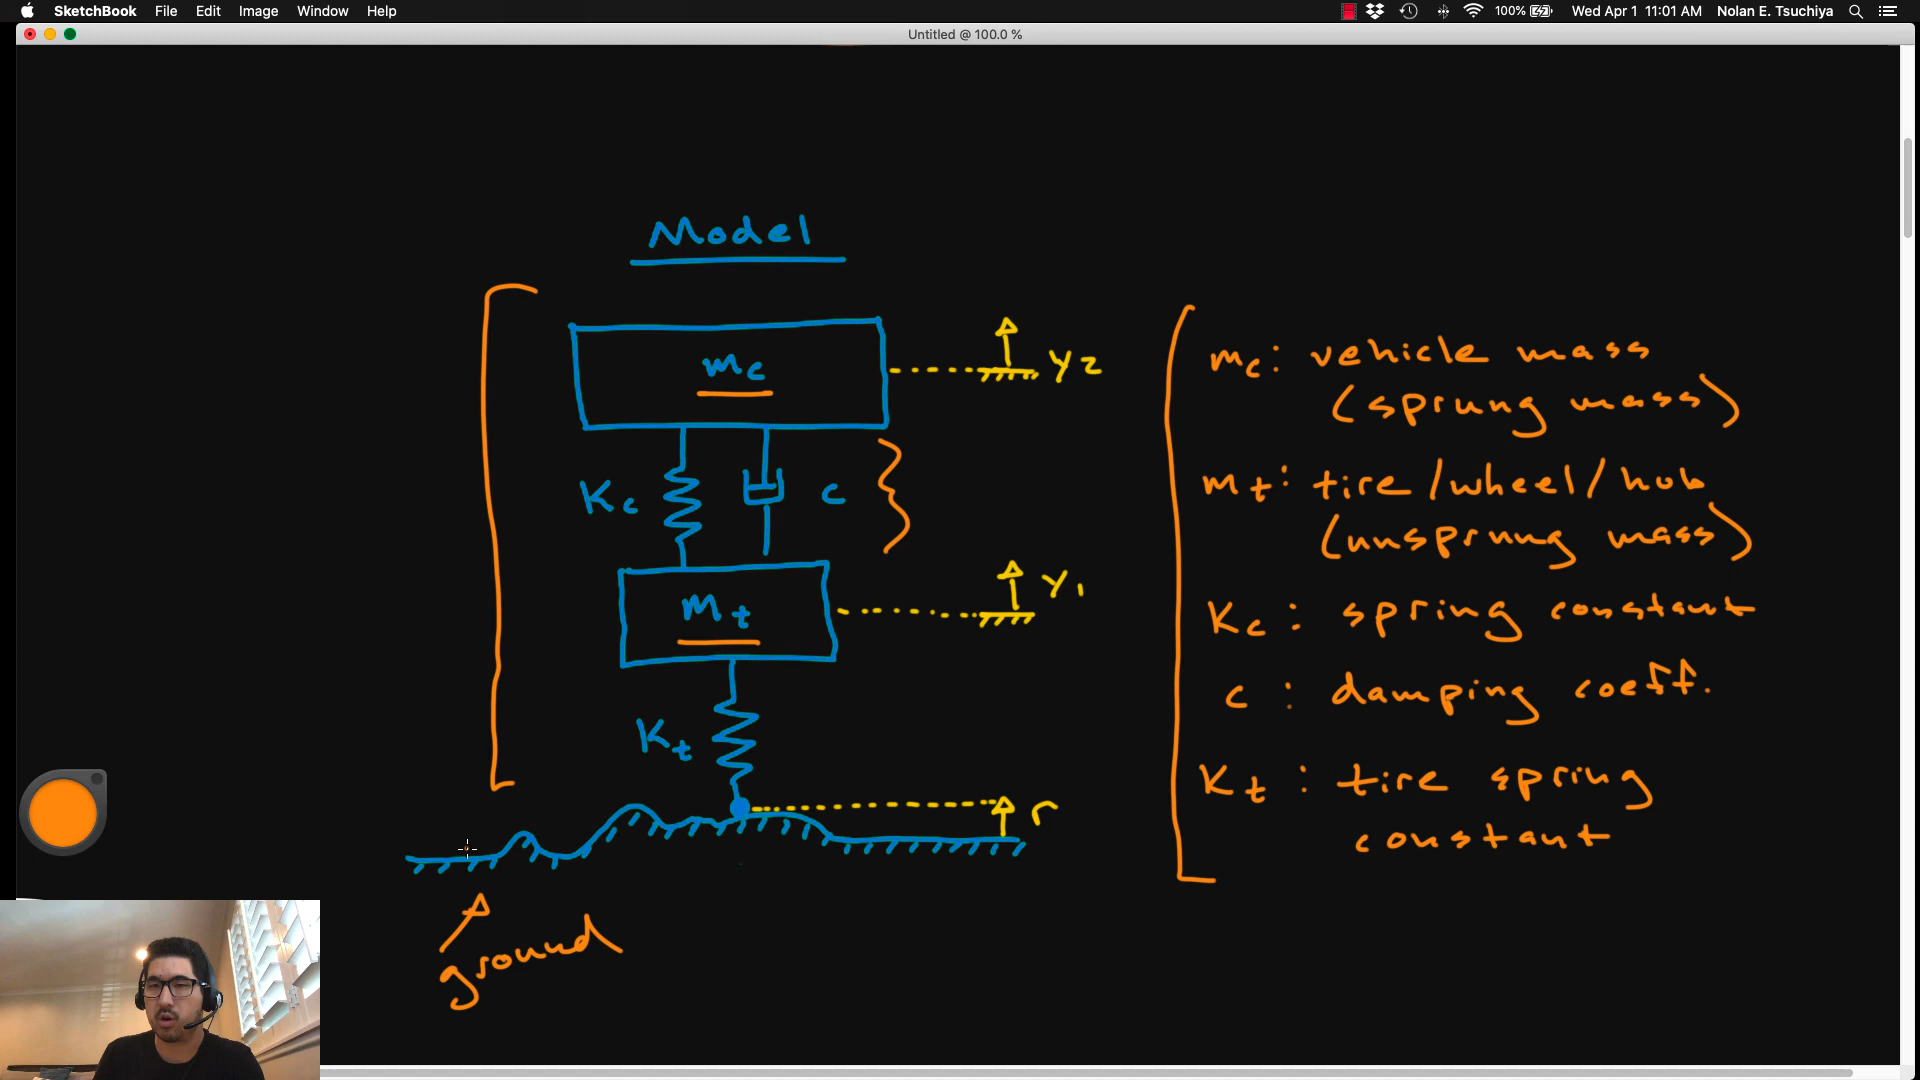 SketchBook File Edit Image Window Help 100% Wed Apr 1 11:01 AM Nolan E. Tsuchiya
Untitled @ 100.0 %
Model
mc
y2
Kc
c
mt
y1
Kt
r
ground
mc: vehicle mass
(sprung mass)
mt: tire/wheel/hub
(unsprung mass)
Kc: spring constant
c: damping coeff.
Kt: tire spring
constant